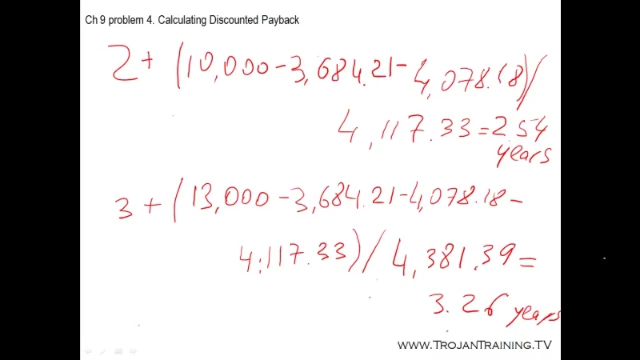 Ch 9 problem 4. Calculating Discounted Payback
2 + (10,000 - 3,684.21 - 4,078.18) /
4,117.33 = 2.54
years
3 + (13,000 - 3,684.21 - 4,078.18 -
4,117.33) / 4,381.39 =
3.26 years
WWW.TROJANTRAINING.TV